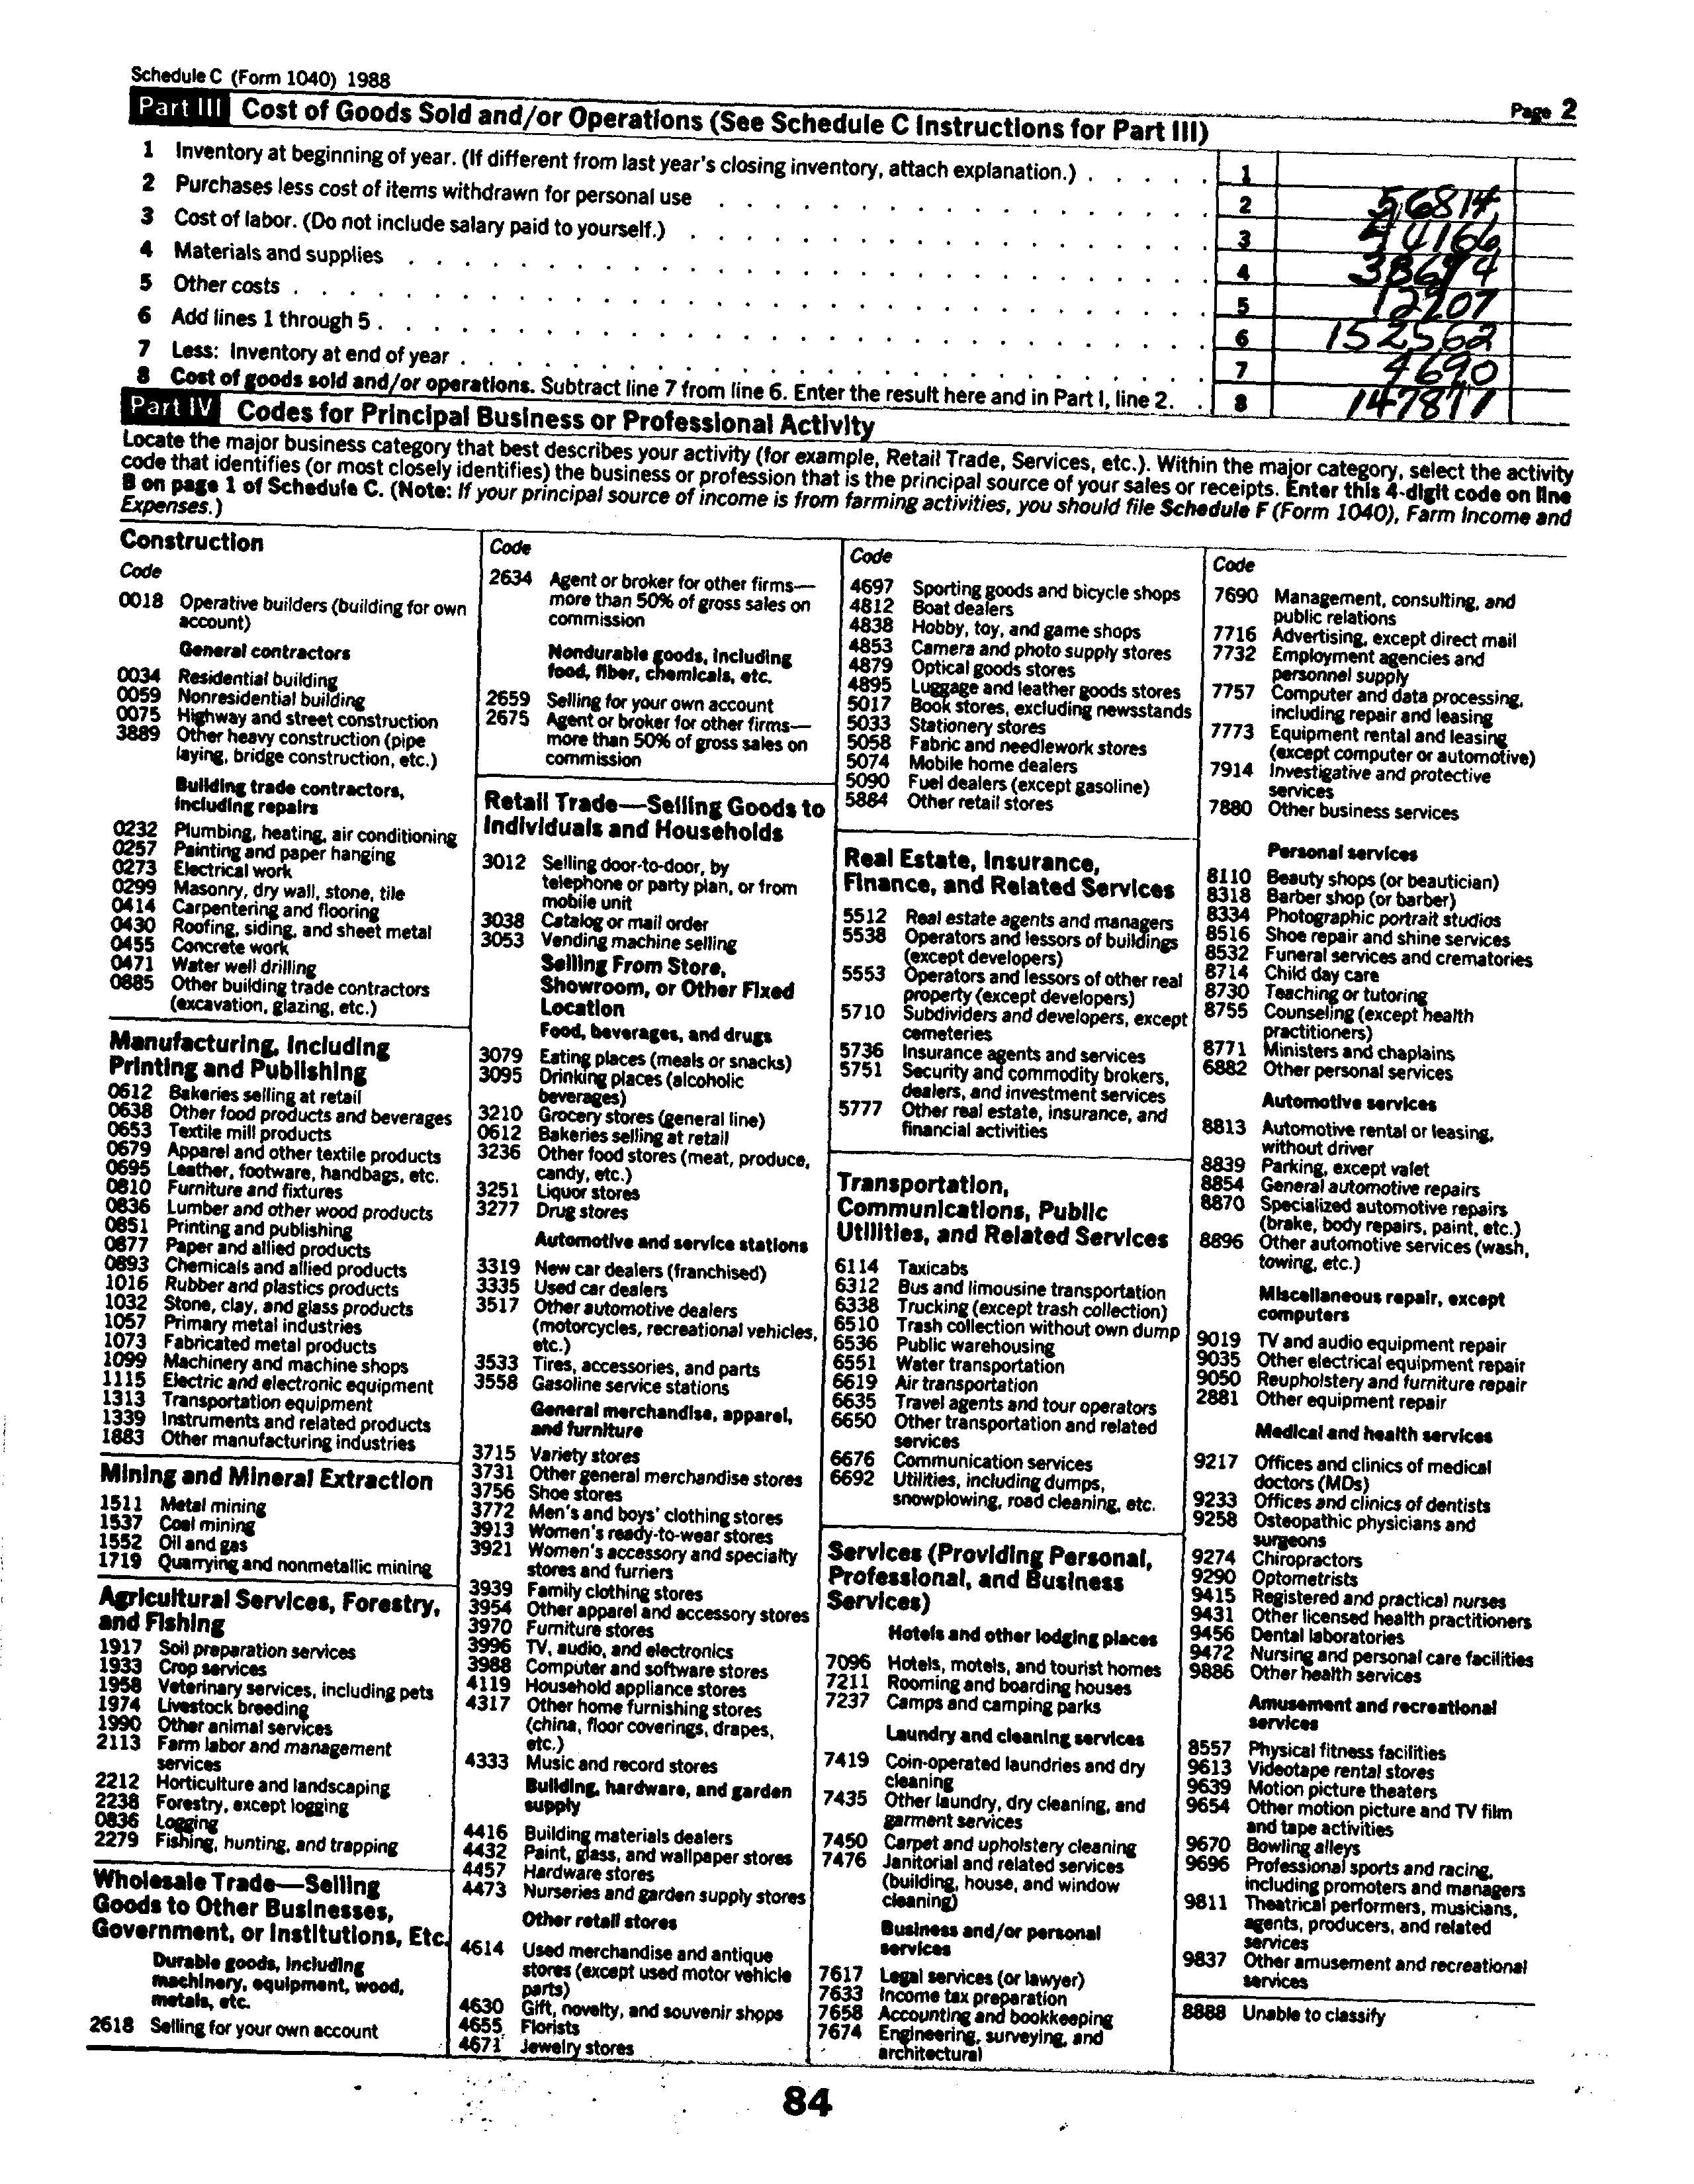 Schedule C (Form 1040) 1988
Page 2
Part III Cost of Goods Sold and/or Operations (See Schedule C Instructions for Part III)
1 Inventory at beginning of year. (If different from last year's closing inventory, attach explanation.) . . . . . 1
2 Purchases less cost of items withdrawn for personal use . . . . . . . . . . . . . . . . . 2 56814
3 Cost of labor. (Do not include salary paid to yourself.) . . . . . . . . . . . . . . . . . . 3 44166
4 Materials and supplies . . . . . . . . . . . . . . . . . . . . . . . . . . . 4
5 Other costs . . . . . . . . . . . . . . . . . . . . . . . . . . . . . . . 5
6 Add lines 1 through 5 . . . . . . . . . . . . . . . . . . . . . . . . . . . . 6 152562
7 Less: Inventory at end of year . . . . . . . . . . . . . . . . . . . . . . . . . 7 4690
8 Cost of goods sold and/or operations. Subtract line 7 from line 6. Enter the result here and in Part I, line 2. . 8
Part IV Codes for Principal Business or Professional Activity
Locate the major business category that best describes your activity (for example, Retail Trade, Services, etc.). Within the major category, select the activity
code that identifies (or most closely identifies) the business or profession that is the principal source of your sales or receipts. Enter this 4-digit code on line
B on page 1 of Schedule C. (Note: If your principal source of income is from farming activities, you should file Schedule F (Form 1040), Farm Income and
Expenses.)
Construction
Code
0018 Operative builders (building for own
account)
General contractors
0034 Residential building
0059 Nonresidential building
0075 Highway and street construction
3889 Other heavy construction (pipe
laying, bridge construction, etc.)
Building trade contractors,
including repairs
0232 Plumbing, heating, air conditioning
0257 Painting and paper hanging
0273 Electrical work
0299 Masonry, dry wall, stone, tile
0414 Carpentering and flooring
0430 Roofing, siding, and sheet metal
0455 Concrete work
0471 Water well drilling
0885 Other building trade contractors
(excavation, glazing, etc.)
Manufacturing, Including
Printing and Publishing
0612 Bakeries selling at retail
0638 Other food products and beverages
0653 Textile mill products
0679 Apparel and other textile products
0695 Leather, footware, handbags, etc.
0810 Furniture and fixtures
0836 Lumber and other wood products
0851 Printing and publishing
0877 Paper and allied products
0893 Chemicals and allied products
1016 Rubber and plastics products
1032 Stone, clay, and glass products
1057 Primary metal industries
1073 Fabricated metal products
1099 Machinery and machine shops
1115 Electric and electronic equipment
1313 Transportation equipment
1339 Instruments and related products
1883 Other manufacturing industries
Mining and Mineral Extraction
1511 Metal mining
1537 Coal mining
1552 Oil and gas
1719 Quarrying and nonmetallic mining
Agricultural Services, Forestry,
and Fishing
1917 Soil preparation services
1933 Crop services
1958 Veterinary services, including pets
1974 Livestock breeding
1990 Other animal services
2113 Farm labor and management
services
2212 Horticulture and landscaping
2238 Forestry, except logging
0836 Logging
2279 Fishing, hunting, and trapping
Wholesale Trade—Selling
Goods to Other Businesses,
Government, or Institutions, Etc.
Durable goods, including
machinery, equipment, wood,
metals, etc.
2618 Selling for your own account
Code
2634 Agent or broker for other firms—
more than 50% of gross sales on
commission
Nondurable goods, including
food, fiber, chemicals, etc.
2659 Selling for your own account
2675 Agent or broker for other firms—
more than 50% of gross sales on
commission
Retail Trade—Selling Goods to
Individuals and Households
3012 Selling door-to-door, by
telephone or party plan, or from
mobile unit
3038 Catalog or mail order
3053 Vending machine selling
Selling From Store,
Showroom, or Other Fixed
Location
Food, beverages, and drugs
3079 Eating places (meals or snacks)
3095 Drinking places (alcoholic
beverages)
3210 Grocery stores (general line)
0612 Bakeries selling at retail
3236 Other food stores (meat, produce,
candy, etc.)
3251 Liquor stores
3277 Drug stores
Automotive and service stations
3319 New car dealers (franchised)
3335 Used car dealers
3517 Other automotive dealers
(motorcycles, recreational vehicles,
etc.)
3533 Tires, accessories, and parts
3558 Gasoline service stations
General merchandise, apparel,
and furniture
3715 Variety stores
3731 Other general merchandise stores
3756 Shoe stores
3772 Men's and boys' clothing stores
3913 Women's ready-to-wear stores
3921 Women's accessory and specialty
stores and furriers
3939 Family clothing stores
3954 Other apparel and accessory stores
3970 Furniture stores
3996 TV, audio, and electronics
3988 Computer and software stores
4119 Household appliance stores
4317 Other home furnishing stores
(china, floor coverings, drapes,
etc.)
4333 Music and record stores
Building, hardware, and garden
supply
4416 Building materials dealers
4432 Paint, glass, and wallpaper stores
4457 Hardware stores
4473 Nurseries and garden supply stores
Other retail stores
4614 Used merchandise and antique
stores (except used motor vehicle
parts)
4630 Gift, novelty, and souvenir shops
4655 Florists
4671 Jewelry stores
Code
4697 Sporting goods and bicycle shops
4812 Boat dealers
4838 Hobby, toy, and game shops
4853 Camera and photo supply stores
4879 Optical goods stores
4895 Luggage and leather goods stores
5017 Book stores, excluding newsstands
5033 Stationery stores
5058 Fabric and needlework stores
5074 Mobile home dealers
5090 Fuel dealers (except gasoline)
5884 Other retail stores
Real Estate, Insurance,
Finance, and Related Services
5512 Real estate agents and managers
5538 Operators and lessors of buildings
(except developers)
5553 Operators and lessors of other real
property (except developers)
5710 Subdividers and developers, except
cemeteries
5736 Insurance agents and services
5751 Security and commodity brokers,
dealers, and investment services
5777 Other real estate, insurance, and
financial activities
Transportation,
Communications, Public
Utilities, and Related Services
6114 Taxicabs
6312 Bus and limousine transportation
6338 Trucking (except trash collection)
6510 Trash collection without own dump
6536 Public warehousing
6551 Water transportation
6619 Air transportation
6635 Travel agents and tour operators
6650 Other transportation and related
services
6676 Communication services
6692 Utilities, including dumps,
snowplowing, road cleaning, etc.
Services (Providing Personal,
Professional, and Business
Services)
Hotels and other lodging places
7096 Hotels, motels, and tourist homes
7211 Rooming and boarding houses
7237 Camps and camping parks
Laundry and cleaning services
7419 Coin-operated laundries and dry
cleaning
7435 Other laundry, dry cleaning, and
garment services
7450 Carpet and upholstery cleaning
7476 Janitorial and related services
(building, house, and window
cleaning)
Business and/or personal
services
7617 Legal services (or lawyer)
7633 Income tax preparation
7658 Accounting and bookkeeping
7674 Engineering, surveying, and
architectural
Code
7690 Management, consulting, and
public relations
7716 Advertising, except direct mail
7732 Employment agencies and
personnel supply
7757 Computer and data processing,
including repair and leasing
7773 Equipment rental and leasing
(except computer or automotive)
7914 Investigative and protective
services
7880 Other business services
Personal services
8110 Beauty shops (or beautician)
8318 Barber shop (or barber)
8334 Photographic portrait studios
8516 Shoe repair and shine services
8532 Funeral services and crematories
8714 Child day care
8730 Teaching or tutoring
8755 Counseling (except health
practitioners)
8771 Ministers and chaplains
6882 Other personal services
Automotive services
8813 Automotive rental or leasing,
without driver
8839 Parking, except valet
8854 General automotive repairs
8870 Specialized automotive repairs
(brake, body repairs, paint, etc.)
8896 Other automotive services (wash,
towing, etc.)
Miscellaneous repair, except
computers
9019 TV and audio equipment repair
9035 Other electrical equipment repair
9050 Reupholstery and furniture repair
2881 Other equipment repair
Medical and health services
9217 Offices and clinics of medical
doctors (MDs)
9233 Offices and clinics of dentists
9258 Osteopathic physicians and
surgeons
9274 Chiropractors
9290 Optometrists
9415 Registered and practical nurses
9431 Other licensed health practitioners
9456 Dental laboratories
9472 Nursing and personal care facilities
9886 Other health services
Amusement and recreational
services
8557 Physical fitness facilities
9613 Videotape rental stores
9639 Motion picture theaters
9654 Other motion picture and TV film
and tape activities
9670 Bowling alleys
9696 Professional sports and racing,
including promoters and managers
9811 Theatrical performers, musicians,
agents, producers, and related
services
9837 Other amusement and recreational
services
8888 Unable to classify
84